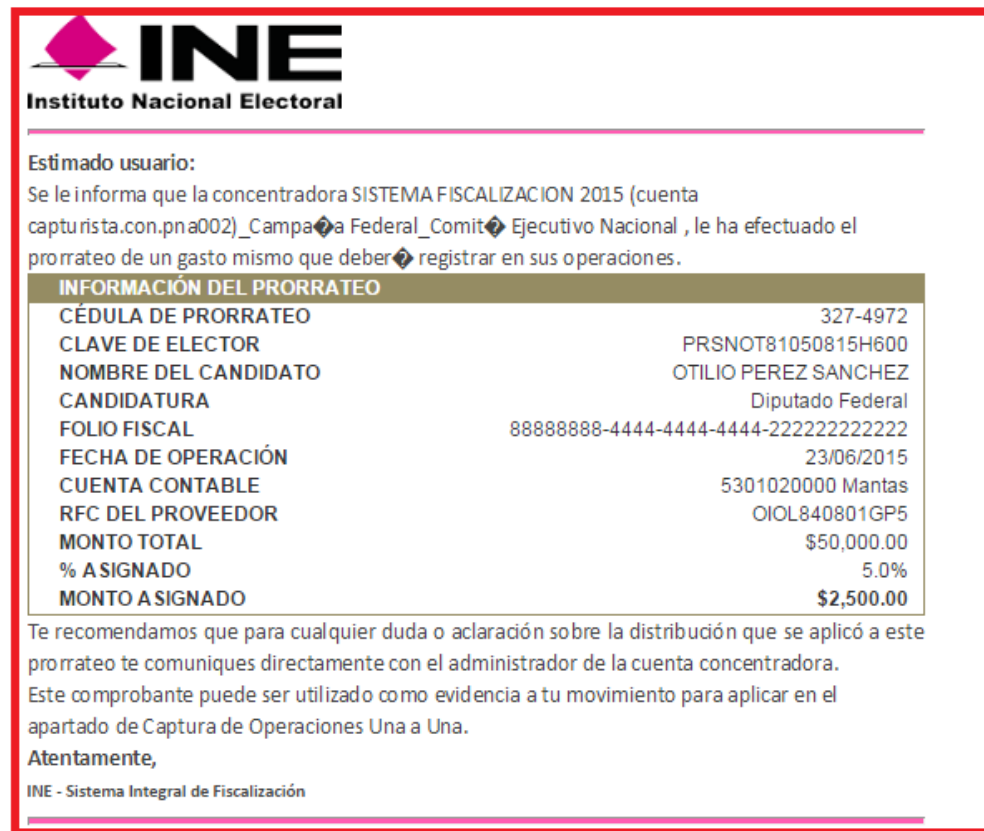 INE
Instituto Nacional Electoral
Estimado usuario:
Se le informa que la concentradora SISTEMA FISCALIZACION 2015 (cuenta
capturista.con.pna002)_Campa�a Federal_Comit� Ejecutivo Nacional , le ha efectuado el
prorrateo de un gasto mismo que deber� registrar en sus operaciones.
INFORMACIÓN DEL PRORRATEO
CÉDULA DE PRORRATEO 327-4972
CLAVE DE ELECTOR PRSNOT81050815H600
NOMBRE DEL CANDIDATO OTILIO PEREZ SANCHEZ
CANDIDATURA Diputado Federal
FOLIO FISCAL 88888888-4444-4444-4444-222222222222
FECHA DE OPERACIÓN 23/06/2015
CUENTA CONTABLE 5301020000 Mantas
RFC DEL PROVEEDOR OIOL840801GP5
MONTO TOTAL $50,000.00
% ASIGNADO 5.0%
MONTO ASIGNADO $2,500.00
Te recomendamos que para cualquier duda o aclaración sobre la distribución que se aplicó a este
prorrateo te comuniques directamente con el administrador de la cuenta concentradora.
Este comprobante puede ser utilizado como evidencia a tu movimiento para aplicar en el
apartado de Captura de Operaciones Una a Una.
Atentamente,
INE - Sistema Integral de Fiscalización